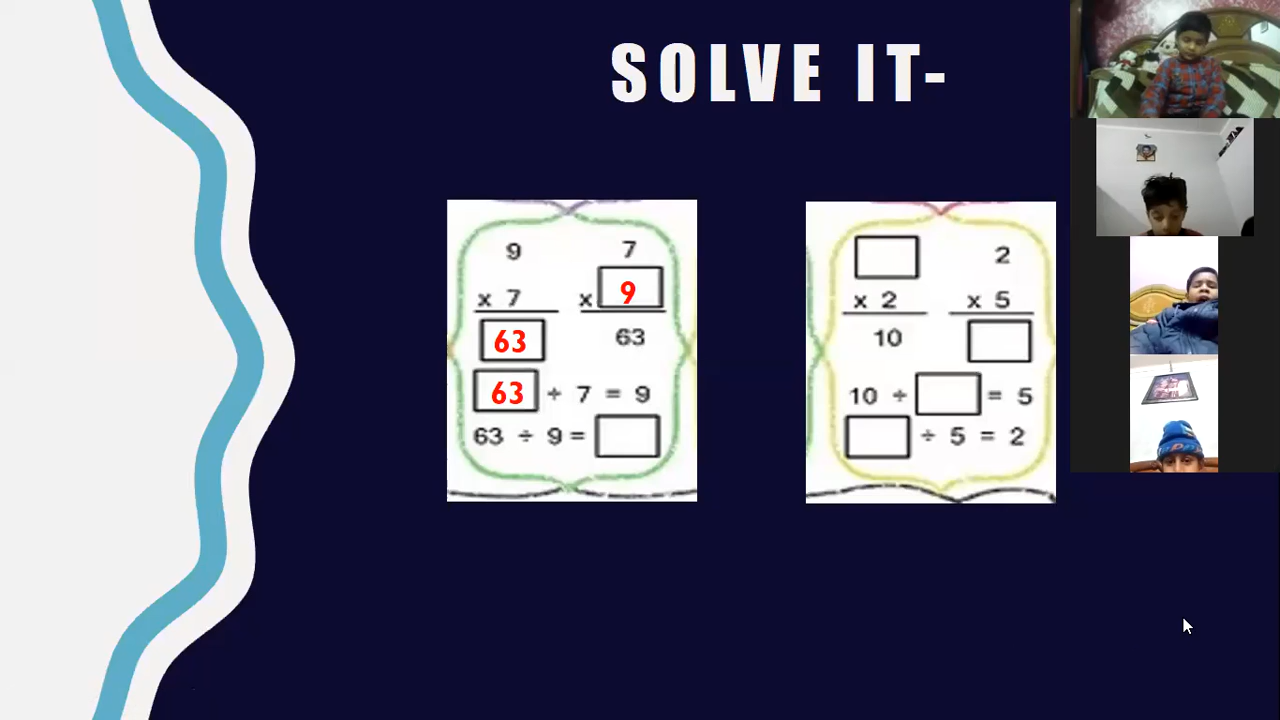 SOLVE IT-
9 7
x 7 x 9
63 63
63 ÷ 7 = 9
63 ÷ 9 =
2
x 2 x 5
10
10 ÷ = 5
÷ 5 = 2